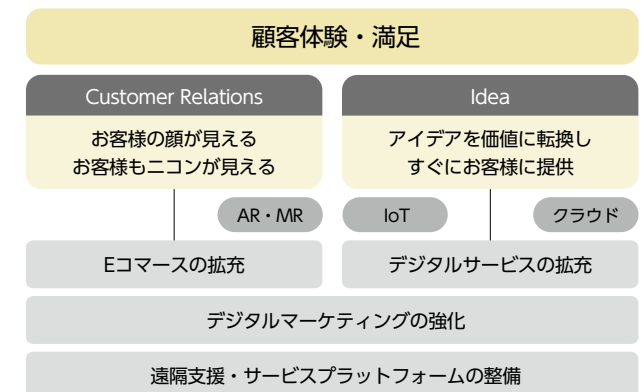 顧客体験・満足
Customer Relations
お客様の顔が見える
お客様もニコンが見える
Idea
アイデアを価値に転換し
すぐにお客様に提供
AR・MR
IoT
クラウド
Eコマースの拡充
デジタルサービスの拡充
デジタルマーケティングの強化
遠隔支援・サービスプラットフォームの整備